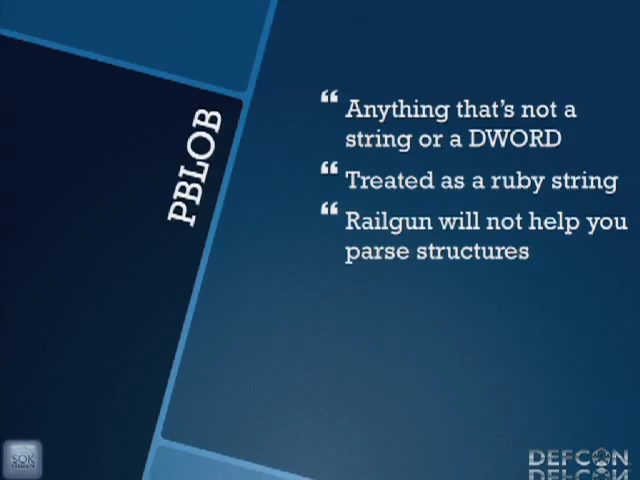 PBLOB
“ Anything that's not a
string or a DWORD
“ Treated as a ruby string
“ Railgun will not help you
parse structures
SOK
DEFCON